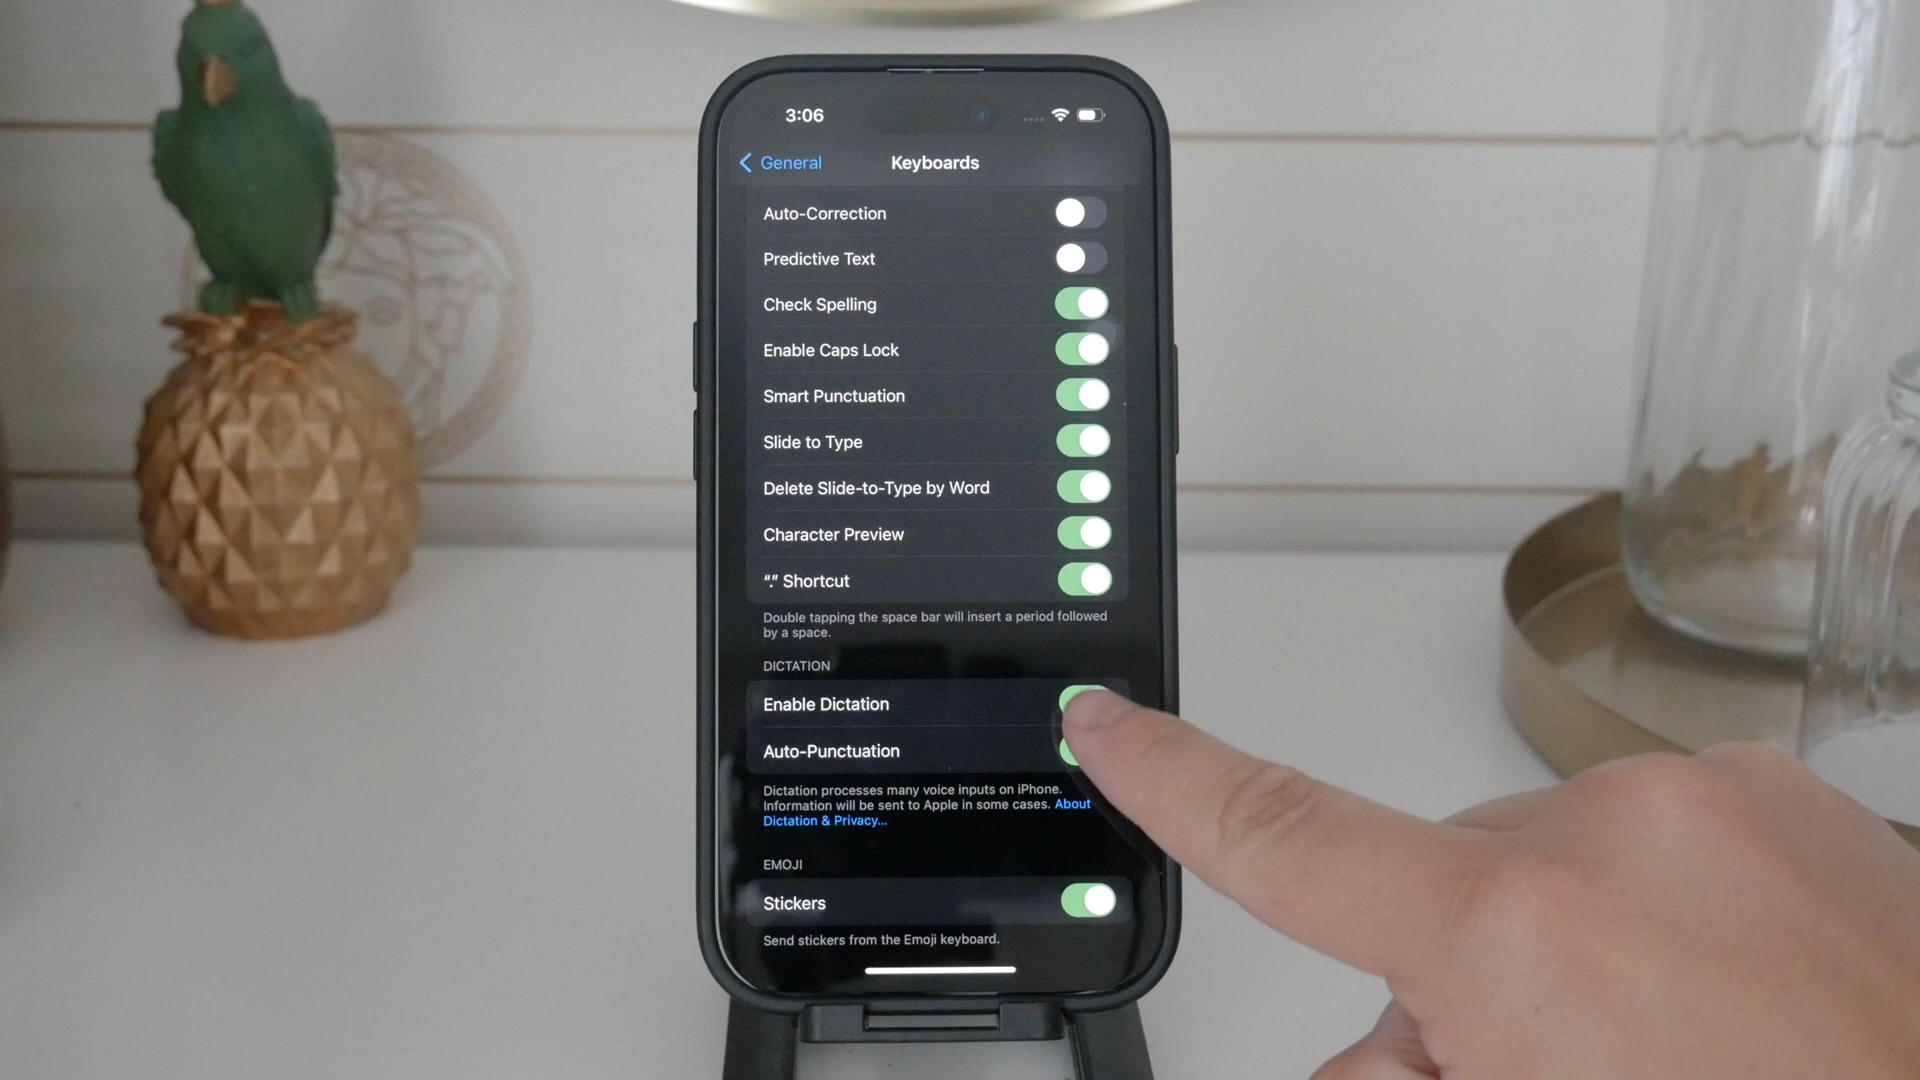 3:06
General
Keyboards
Auto-Correction
Predictive Text
Check Spelling
Enable Caps Lock
Smart Punctuation
Slide to Type
Delete Slide-to-Type by Word
Character Preview
“.” Shortcut
Double tapping the space bar will insert a period followed
by a space.
DICTATION
Enable Dictation
Auto-Punctuation
Dictation processes many voice inputs on iPhone.
Information will be sent to Apple in some cases. About
Dictation & Privacy...
EMOJI
Stickers
Send stickers from the Emoji keyboard.